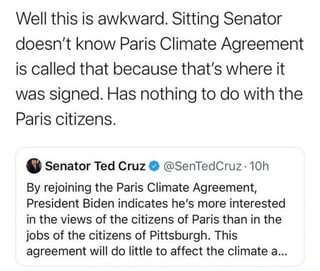 Well this is awkward. Sitting Senator
doesn’t know Paris Climate Agreement
is called that because that’s where it
was signed. Has nothing to do with the
Paris citizens.
Senator Ted Cruz @SenTedCruz · 10h
By rejoining the Paris Climate Agreement,
President Biden indicates he’s more interested
in the views of the citizens of Paris than in the
jobs of the citizens of Pittsburgh. This
agreement will do little to affect the climate a...